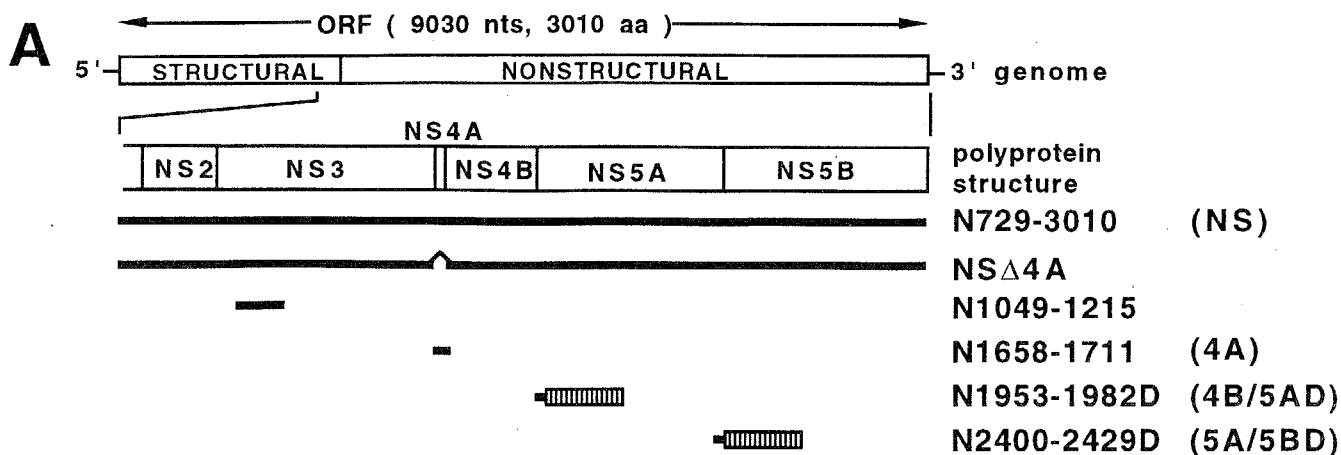 A
ORF ( 9030 nts, 3010 aa )
5' STRUCTURAL NONSTRUCTURAL 3' genome
NS4A
NS2 NS3 NS4B NS5A NS5B polyprotein structure
N729-3010 (NS)
NSΔ4A
N1049-1215
N1658-1711 (4A)
N1953-1982D (4B/5AD)
N2400-2429D (5A/5BD)